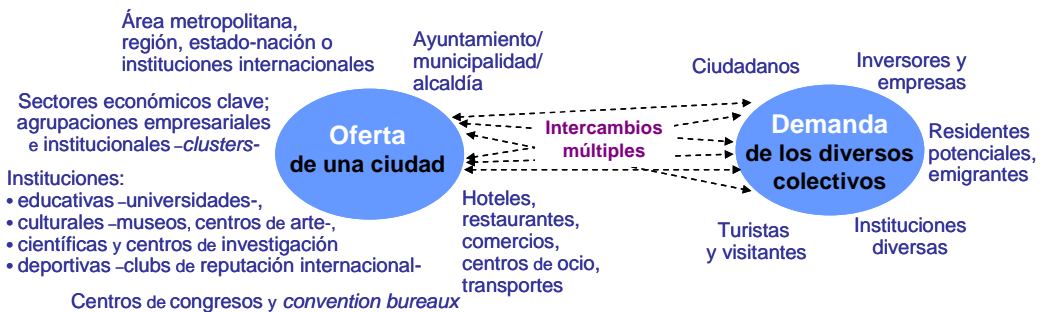 Área metropolitana,
región, estado-nación o
instituciones internacionales
Ayuntamiento/
municipalidad/
alcaldía
Sectores económicos clave;
agrupaciones empresariales
e institucionales –clusters-
Oferta
de una ciudad
Instituciones:
• educativas –universidades-,
• culturales –museos, centros de arte-,
• científicas y centros de investigación
• deportivas –clubs de reputación internacional-
Centros de congresos y convention bureaux
Hoteles,
restaurantes,
comercios,
centros de ocio,
transportes
Intercambios
múltiples
Ciudadanos
Inversores y
empresas
Demanda
de los diversos
colectivos
Residentes
potenciales,
emigrantes
Turistas
y visitantes
Instituciones
diversas